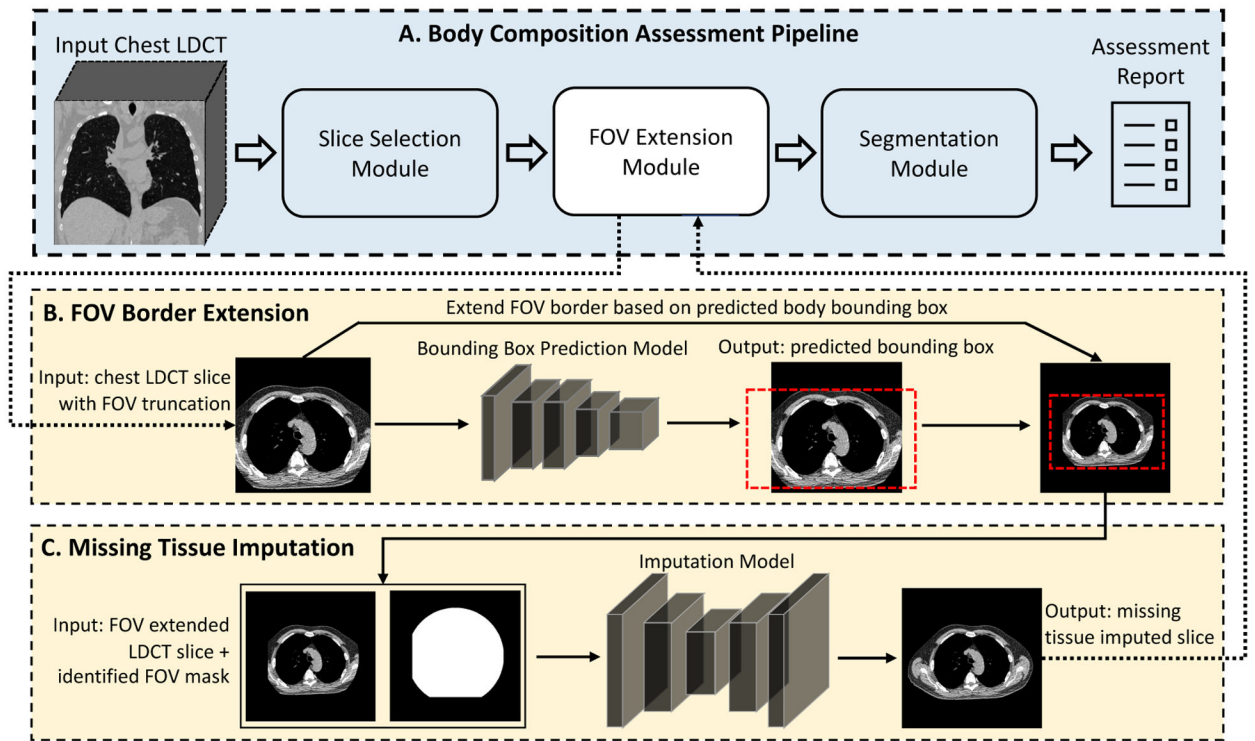 A. Body Composition Assessment Pipeline
Input Chest LDCT
Slice Selection
Module
FOV Extension
Module
Segmentation
Module
Assessment
Report
B. FOV Border Extension
Extend FOV border based on predicted body bounding box
Input: chest LDCT slice
with FOV truncation
Bounding Box Prediction Model
Output: predicted bounding box
C. Missing Tissue Imputation
Input: FOV extended
LDCT slice +
identified FOV mask
Imputation Model
Output: missing
tissue imputed slice